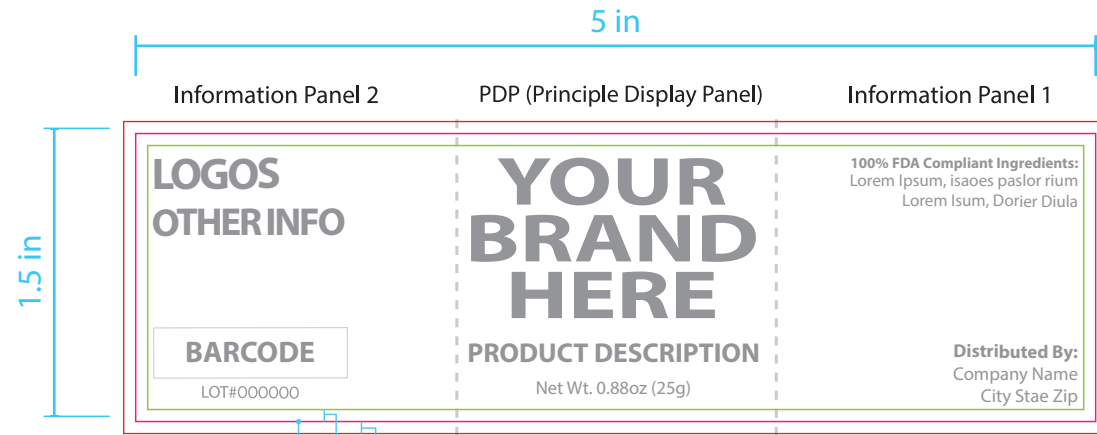 5 in
Information Panel 2
PDP (Principle Display Panel)
Information Panel 1
1.5 in
LOGOS
OTHER INFO
BARCODE
LOT#000000
YOUR
BRAND
HERE
PRODUCT DESCRIPTION
Net Wt. 0.88oz (25g)
100% FDA Compliant Ingredients:
Lorem Ipsum, isaoes paslor rium
Lorem Isum, Dorier Diula
Distributed By:
Company Name
City Stae Zip